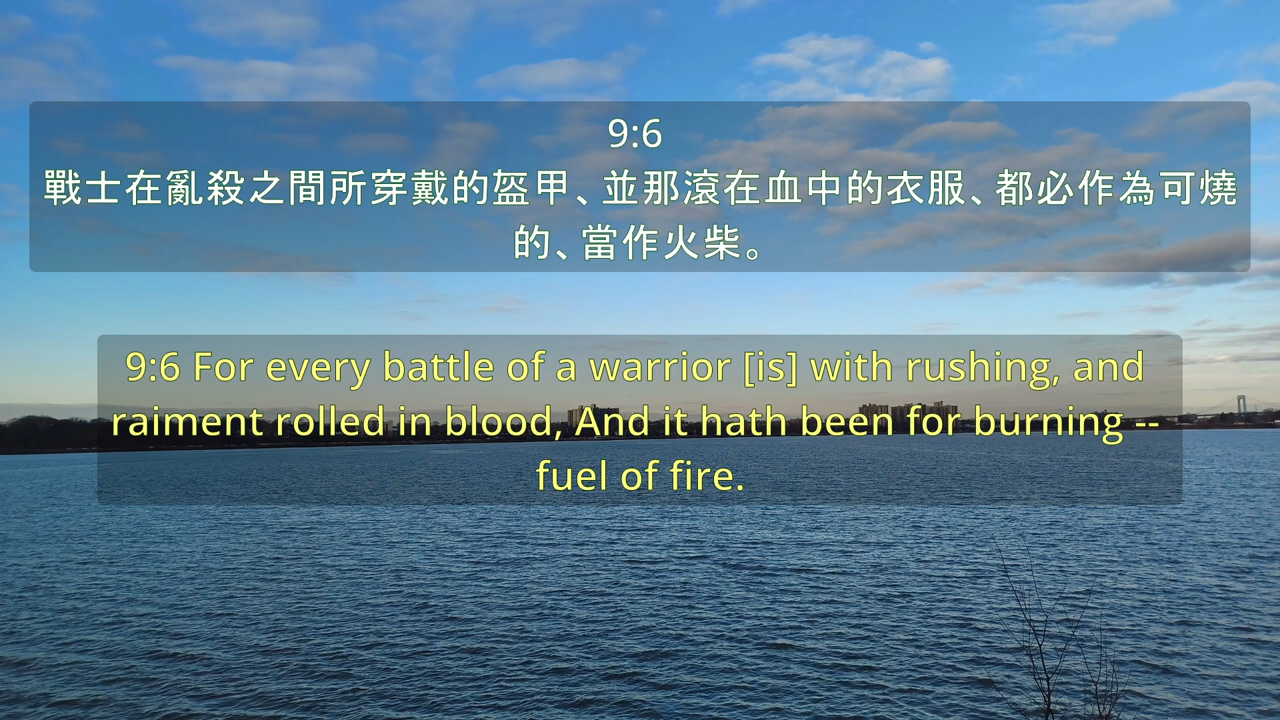 9:6
戰士在亂殺之間所穿戴的盔甲、並那滾在血中的衣服、都必作為可燒
的、當作火柴。
9:6 For every battle of a warrior [is] with rushing, and
raiment rolled in blood, And it hath been for burning --
fuel of fire.